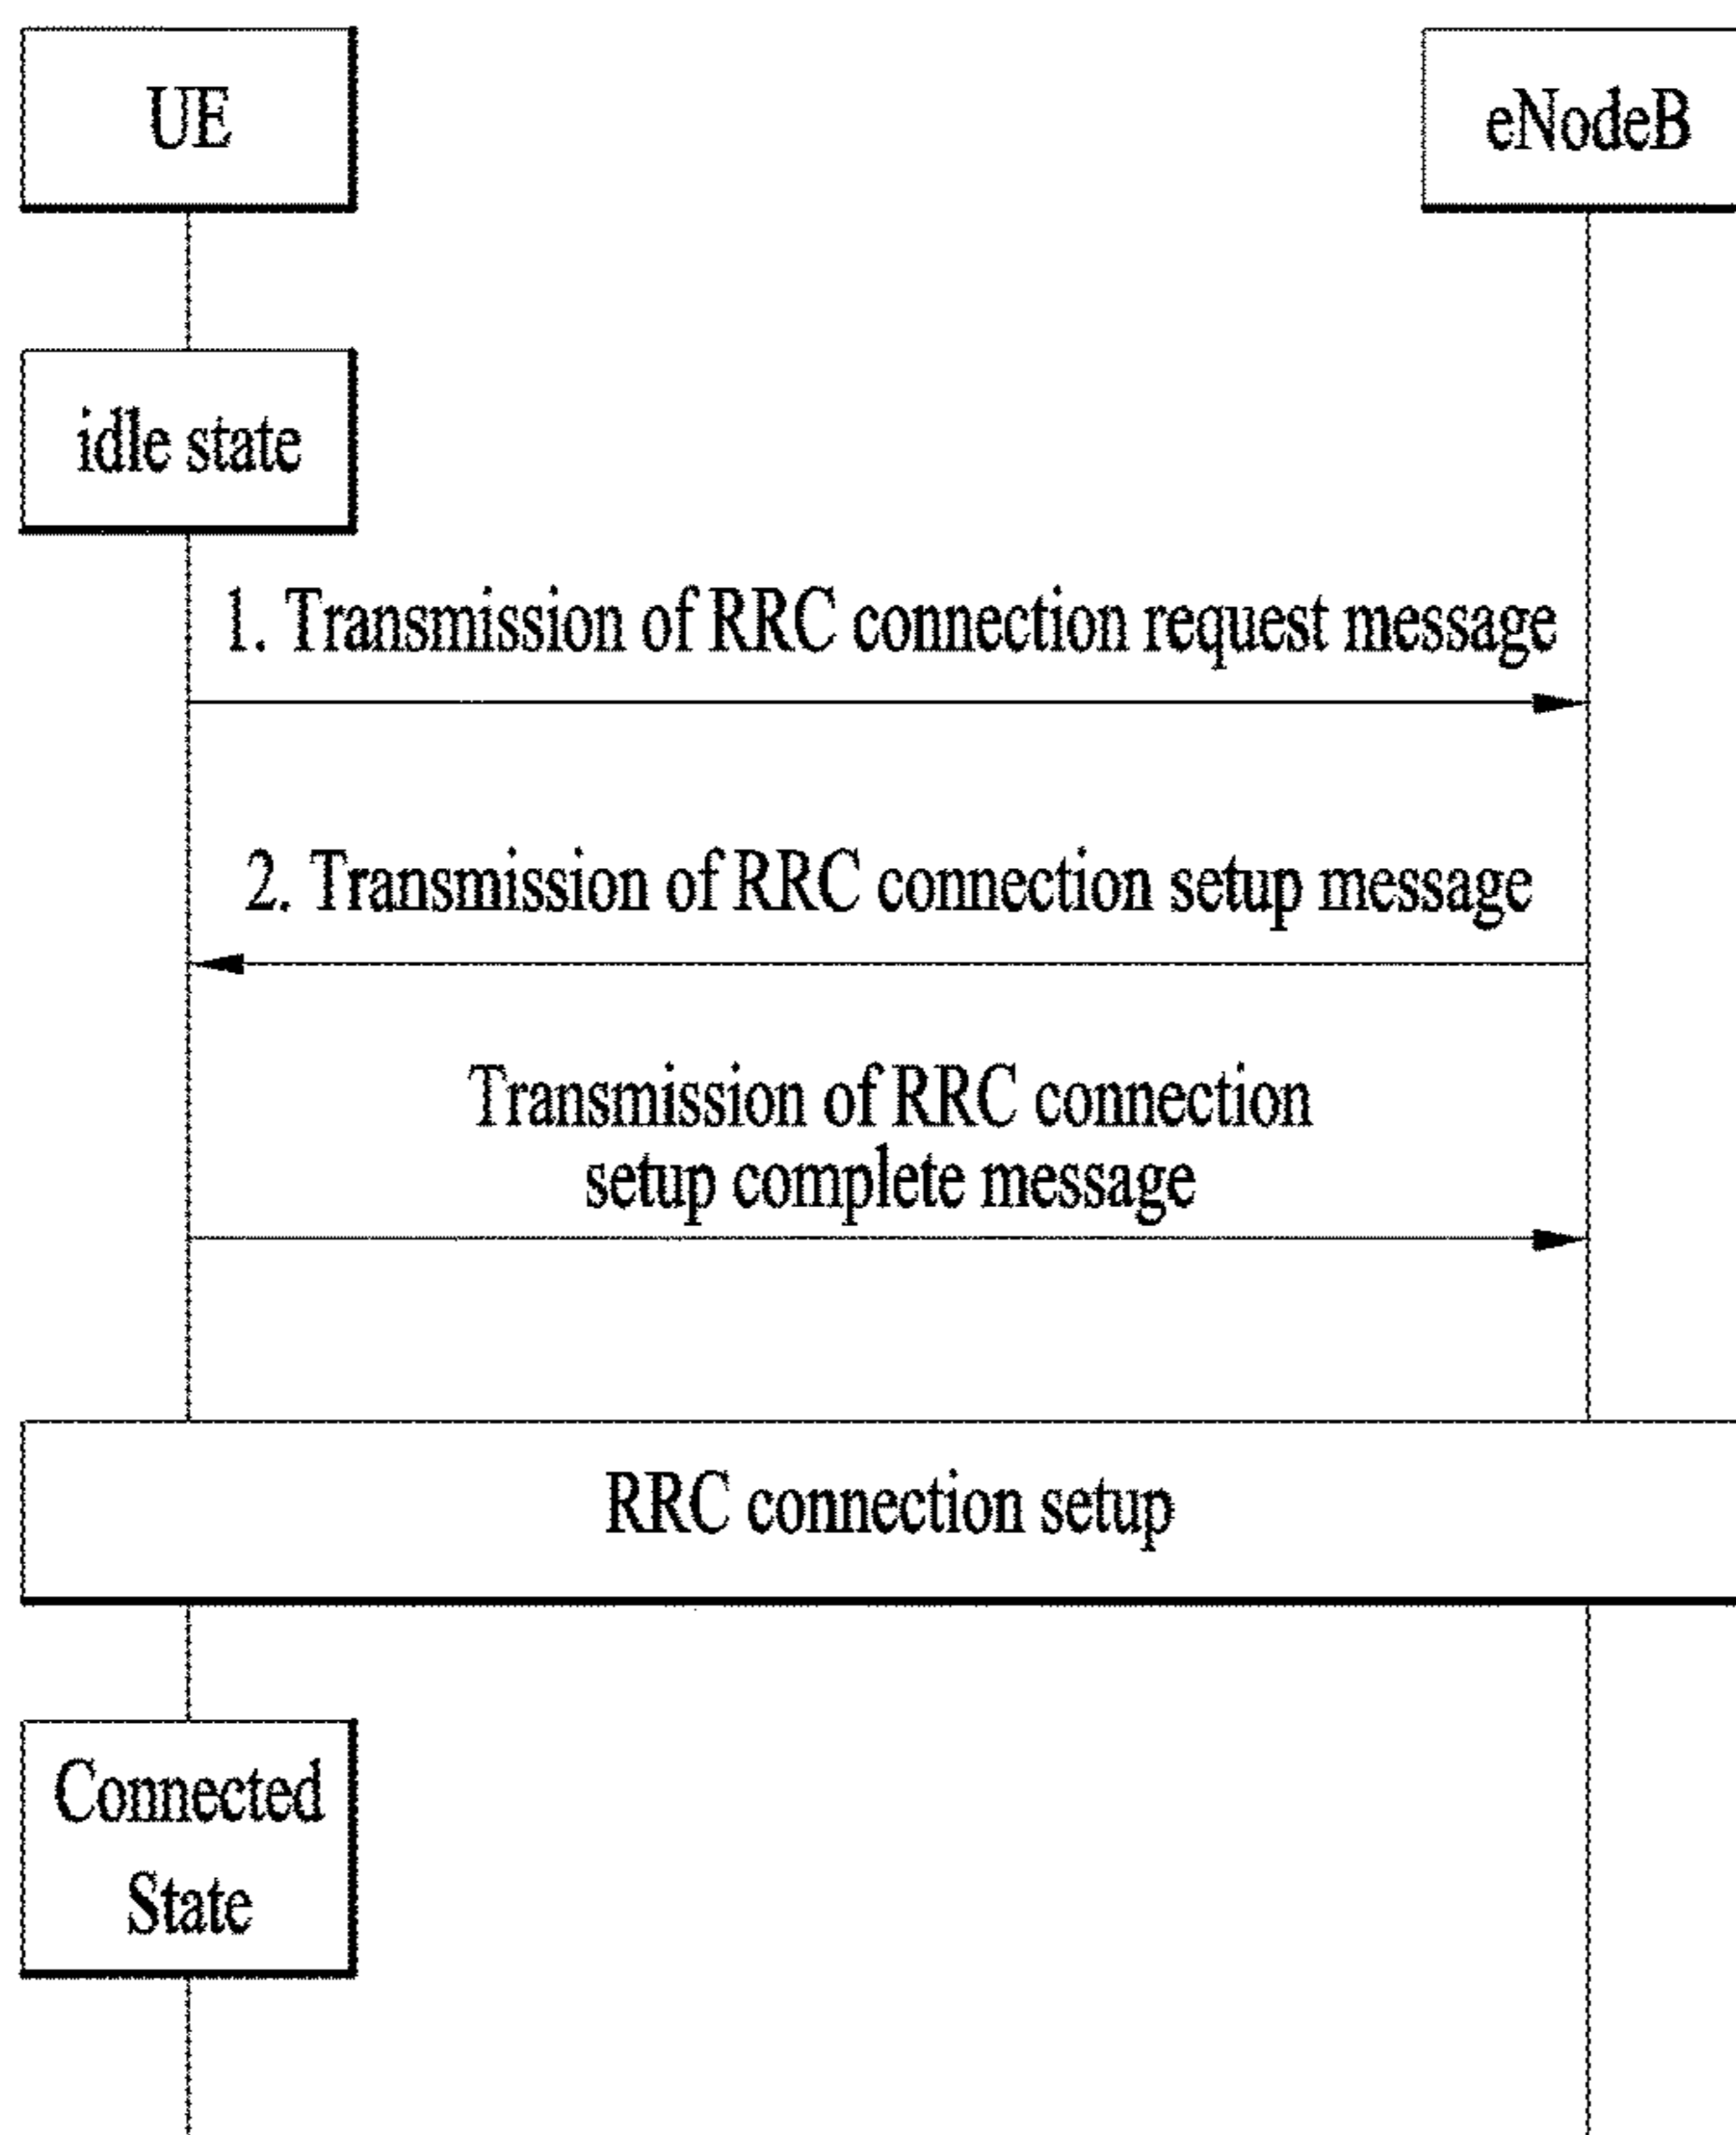 UE
eNodeB
idle state
1. Transmission of RRC connection request message
2. Transmission of RRC connection setup message
Transmission of RRC connection
setup complete message
RRC connection setup
Connected
State